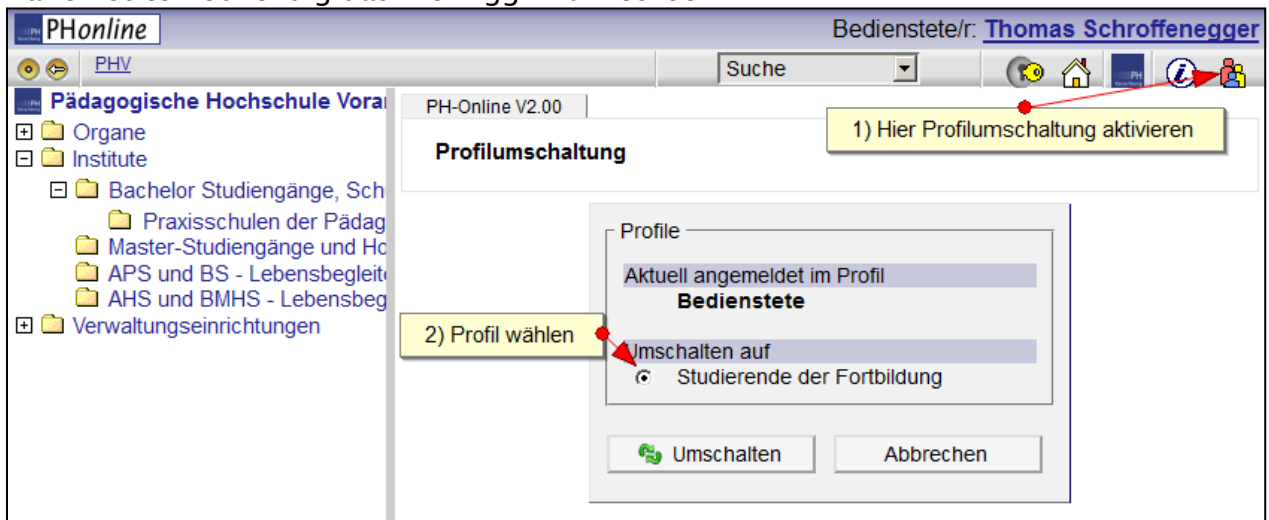 PHonline
Bedienstete/r: Thomas Schroffenegger
PHV
Suche
Pädagogische Hochschule Vorar
Organe
Institute
Bachelor Studiengänge, Sch
Praxisschulen der Pädag
Master-Studiengänge und Ho
APS und BS - Lebensbegleite
AHS und BMHS - Lebensbeg
Verwaltungseinrichtungen
PH-Online V2.00
1) Hier Profilumschaltung aktivieren
Profilumschaltung
Profile
Aktuell angemeldet im Profil
Bedienstete
2) Profil wählen
Umschalten auf
Studierende der Fortbildung
Umschalten
Abbrechen